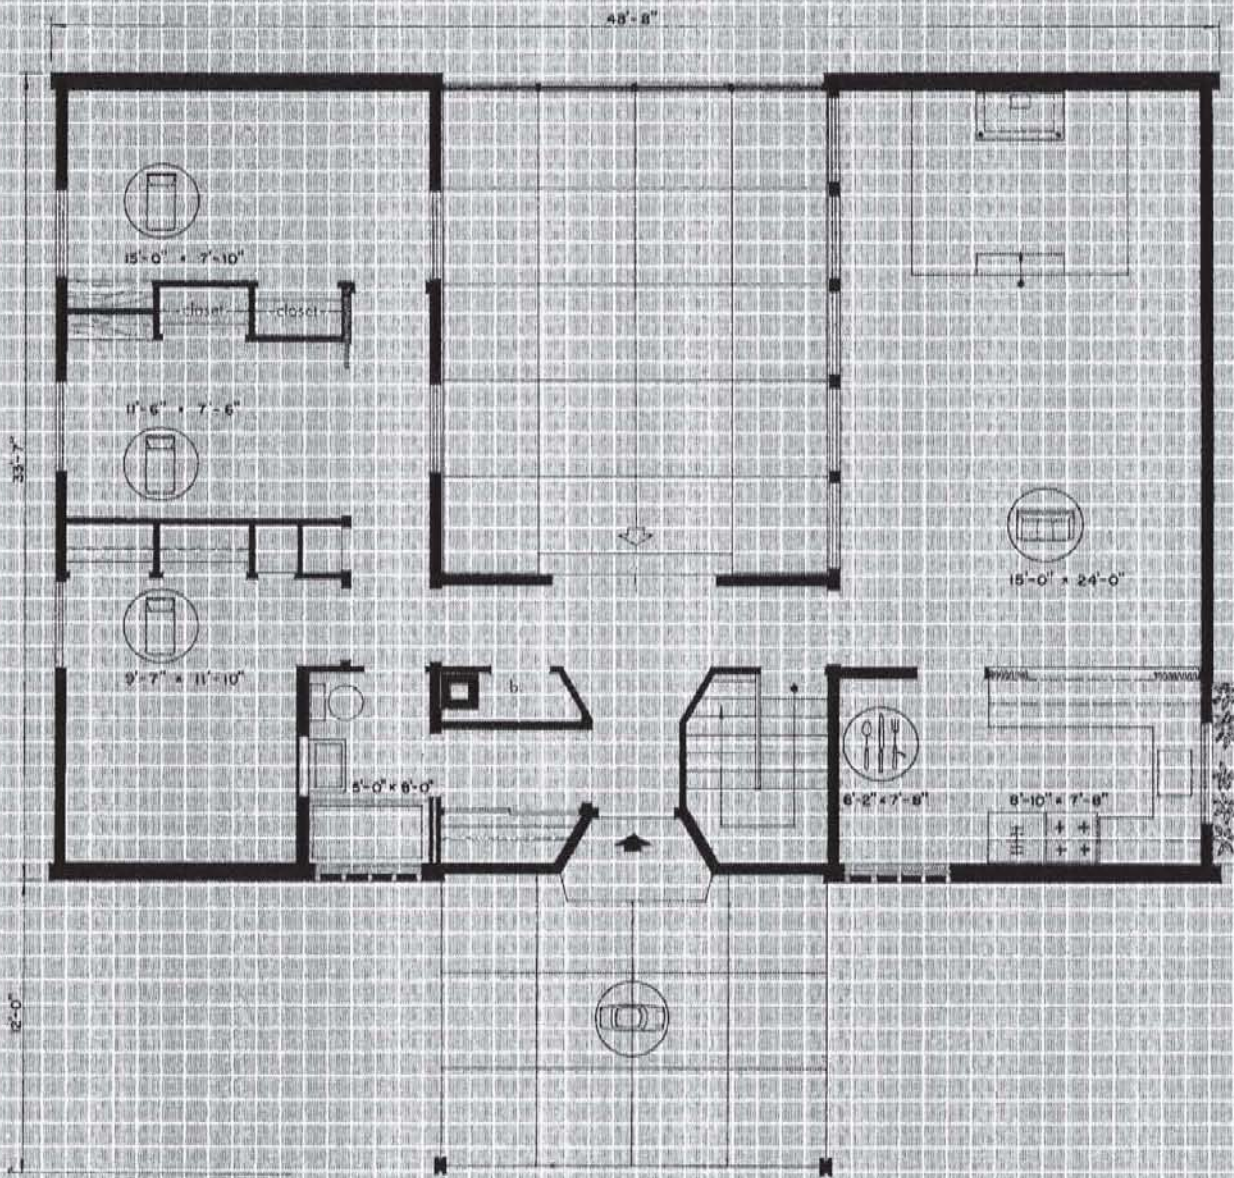 48'-8"
15'-0" × 7'-10"
closet closet
11'-6" × 7'-6"
33'-7"
15'-0" × 24'-0"
9'-7" × 11'-10"
b.
5'-0" × 8'-0"
6'-2" × 7'-8"
8'-10" × 7'-8"
12'-0"